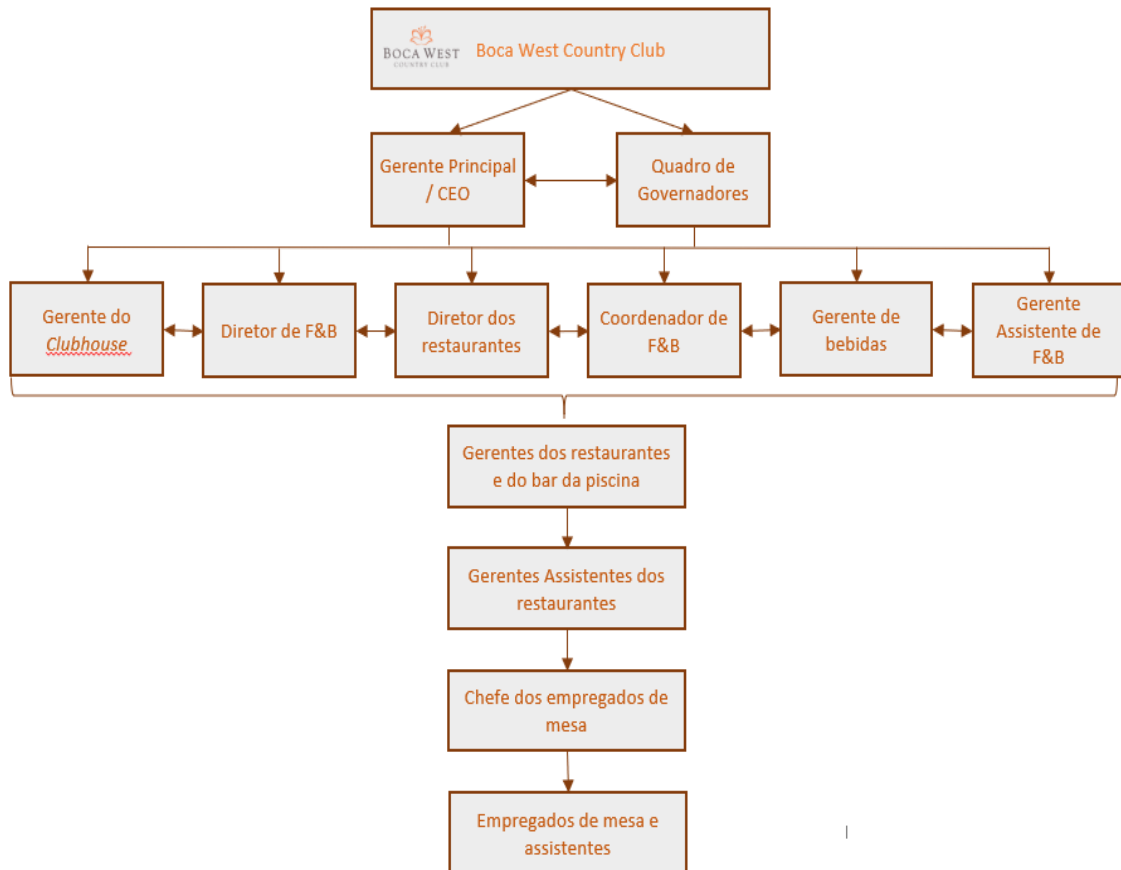 BOCA WEST
COUNTRY CLUB
Boca West Country Club
Gerente Principal
/ CEO
Quadro de
Governadores
Gerente do
Clubhouse
Diretor de F&B
Diretor dos
restaurantes
Coordenador de
F&B
Gerente de
bebidas
Gerente
Assistente de
F&B
Gerentes dos restaurantes
e do bar da piscina
Gerentes Assistentes dos
restaurantes
Chefe dos empregados de
mesa
Empregados de mesa e
assistentes